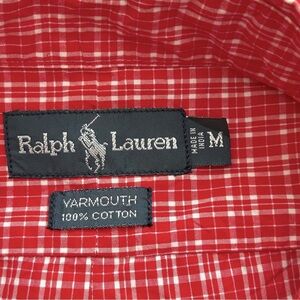 Ralph Lauren
MADE IN
INDIA
M
YARMOUTH
100% COTTON